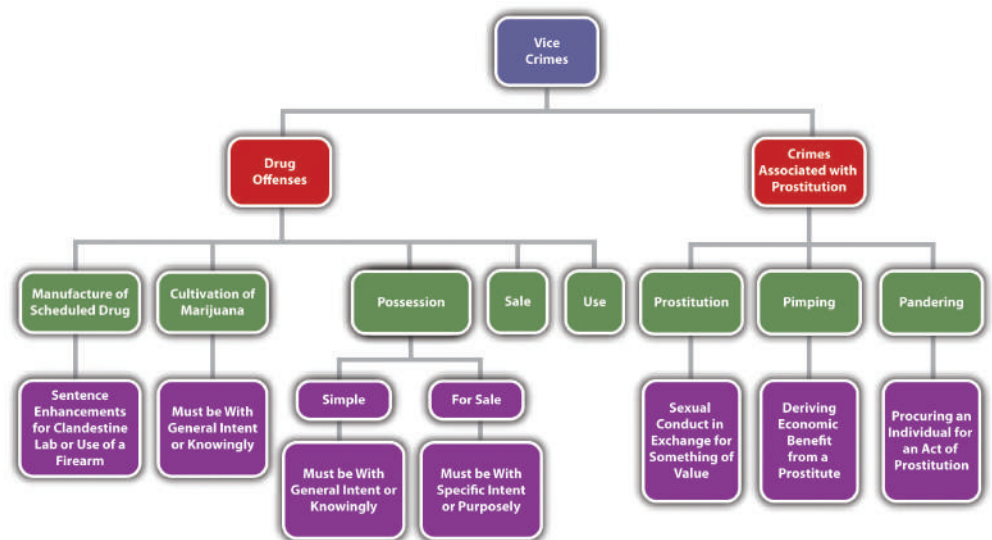 Vice
Crimes
Drug
Offenses
Crimes
Associated with
Prostitution
Manufacture of
Scheduled Drug
Cultivation of
Marijuana
Possession
Sale
Use
Prostitution
Pimping
Pandering
Sentence
Enhancements
for Clandestine
Lab or Use of a
Firearm
Must be With
General Intent
or Knowingly
Simple
For Sale
Must be With
General Intent or
Knowingly
Must be With
Specific Intent
or Purposely
Sexual
Conduct in
Exchange for
Something of
Value
Deriving
Economic
Benefit
from a
Prostitute
Procuring an
Individual for
an Act of
Prostitution